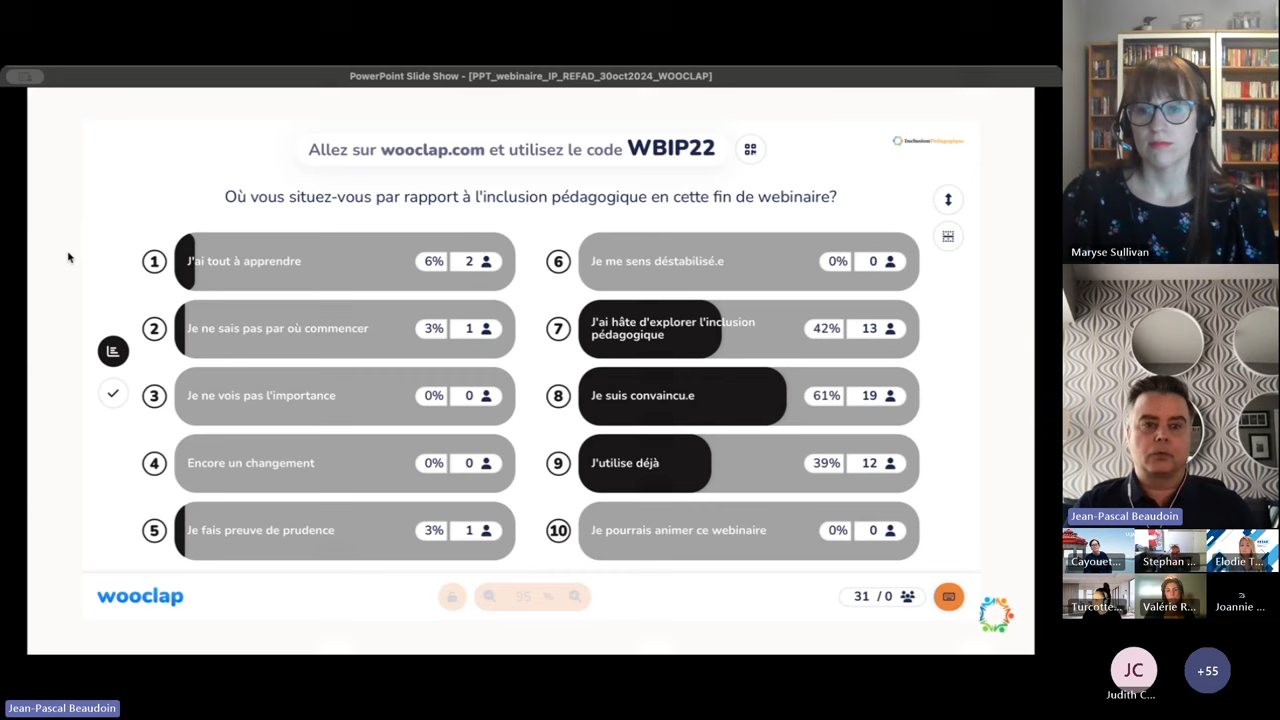 PowerPoint Slide Show - [PPT_webinaire_IP_REFAD_30oct2024_WOOCLAP]
Allez sur wooclap.com et utilisez le code WBIP22
InclusionPédagogique
Où vous situez-vous par rapport à l'inclusion pédagogique en cette fin de webinaire?
1 J'ai tout à apprendre 6% 2
2 Je ne sais pas par où commencer 3% 1
3 Je ne vois pas l'importance 0% 0
4 Encore un changement 0% 0
5 Je fais preuve de prudence 3% 1
6 Je me sens déstabilisé.e 0% 0
7 J'ai hâte d'explorer l'inclusion
pédagogique 42% 13
8 Je suis convaincu.e 61% 19
9 J'utilise déjà 39% 12
10 Je pourrais animer ce webinaire 0% 0
wooclap
96 %
31 / 0
Maryse Sullivan
Jean-Pascal Beaudoin
Cayouet... Stephan ... Elodie T...
Turcotte... Valérie R... Joannie ...
JC +55
Judith C...
Jean-Pascal Beaudoin